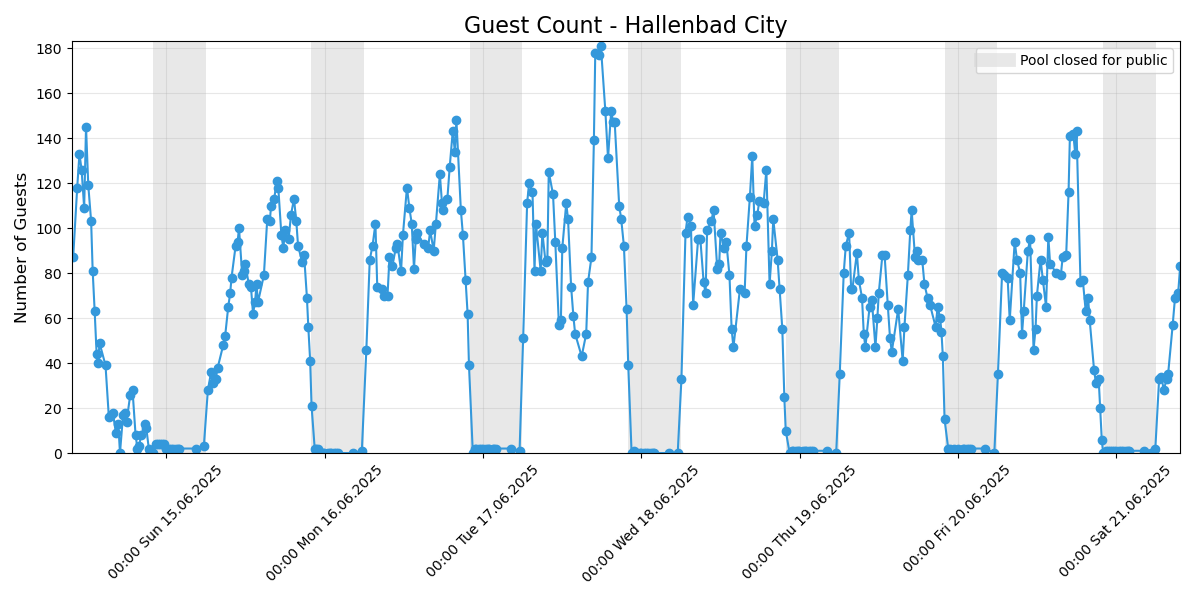 Guest Count - Hallenbad City
Pool closed for public
Number of Guests
180
160
140
120
100
80
60
40
20
0
00:00 Sun 15.06.2025
00:00 Mon 16.06.2025
00:00 Tue 17.06.2025
00:00 Wed 18.06.2025
00:00 Thu 19.06.2025
00:00 Fri 20.06.2025
00:00 Sat 21.06.2025